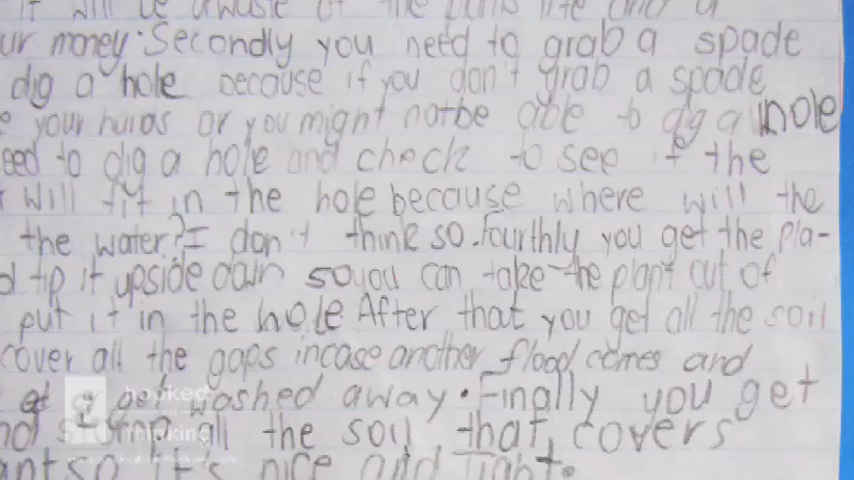 it will be a waste of the plants life and a
ur money. Secondly you need to grab a spade
dig a hole because if you don't grab a spade
e your hands or you might notbe able to dig a hole
eed to dig a hole and check to see if the
r will fit in the hole because where will the
the water? I don't think so. Fourthly you get the pla-
d tip it upside down so you can take the plant out of
put it in the hole After that you get all the soil
cover all the gaps incase another flood comes and
get washed away. Finally you get
all the soil that covers
ant so it's nice and tight.
hooked
thinking